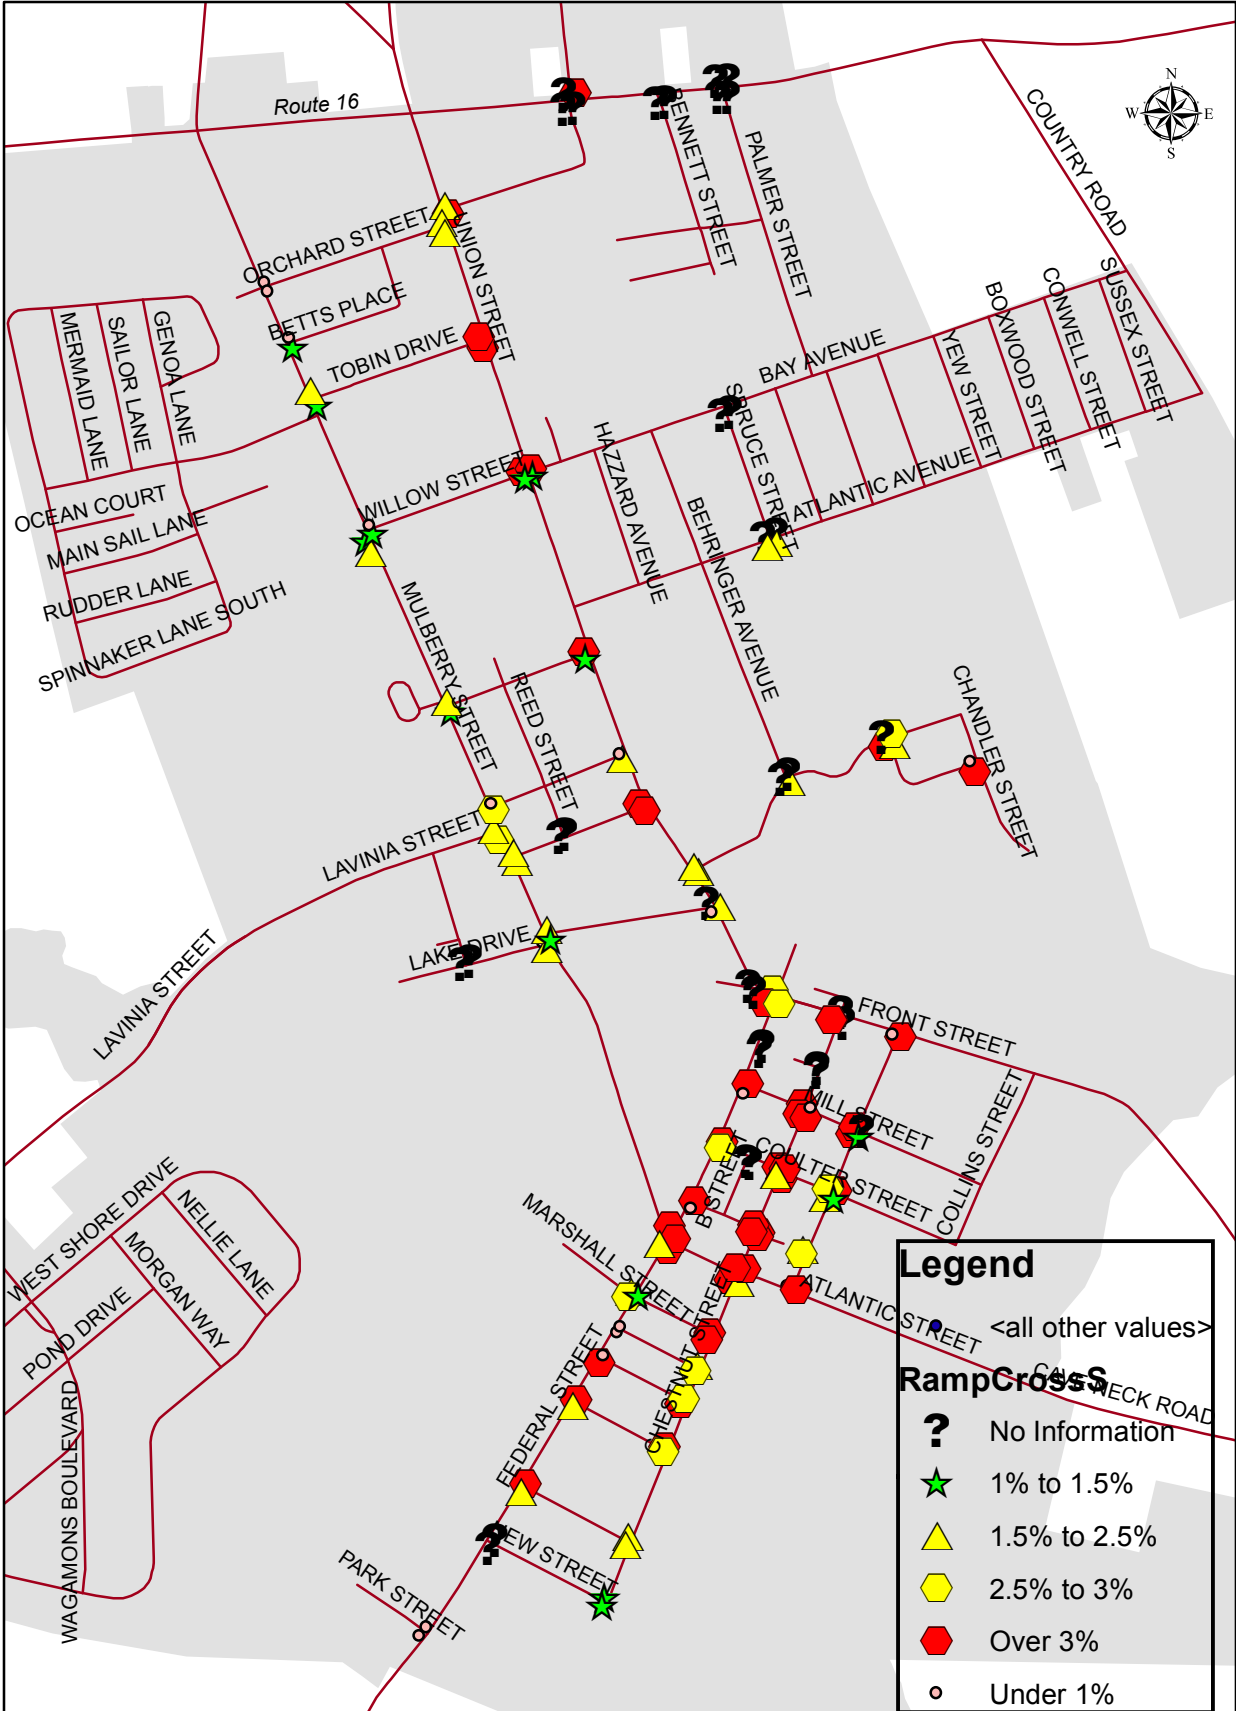 Route 16
N
W
E
S
COUNTRY ROAD
PALMER STREET
ORCHARD STREET
BETTS PLACE
TOBIN DRIVE
MERMAID LANE
SAILOR LANE
GENOA LANE
BAY AVENUE
YEW STREET
BOXWOOD STREET
CONWELL STREET
SUSSEX STREET
SPRUCE STREET
HAZZARD AVENUE
WILLOW STREET
ATLANTIC AVENUE
OCEAN COURT
MAIN SAIL LANE
RUDDER LANE
SPINNAKER LANE SOUTH
BEHRINGER AVENUE
MULBERRY STREET
REED STREET
CHANDLER STREET
LAVINIA STREET
LAVINIA STREET
LAKE DRIVE
FRONT STREET
MILL STREET
COULTER STREET
COLLINS STREET
B STREET
MARSHALL STREET
WEST SHORE DRIVE
NELLIE LANE
MORGAN WAY
POND DRIVE
WAGAMONS BOULEVARD
ATLANTIC STREET
CAVE NECK ROAD
CHESTNUT STREET
FEDERAL STREET
PARK STREET
Legend
<all other values>
RampCrossS
No Information
1% to 1.5%
1.5% to 2.5%
2.5% to 3%
Over 3%
Under 1%